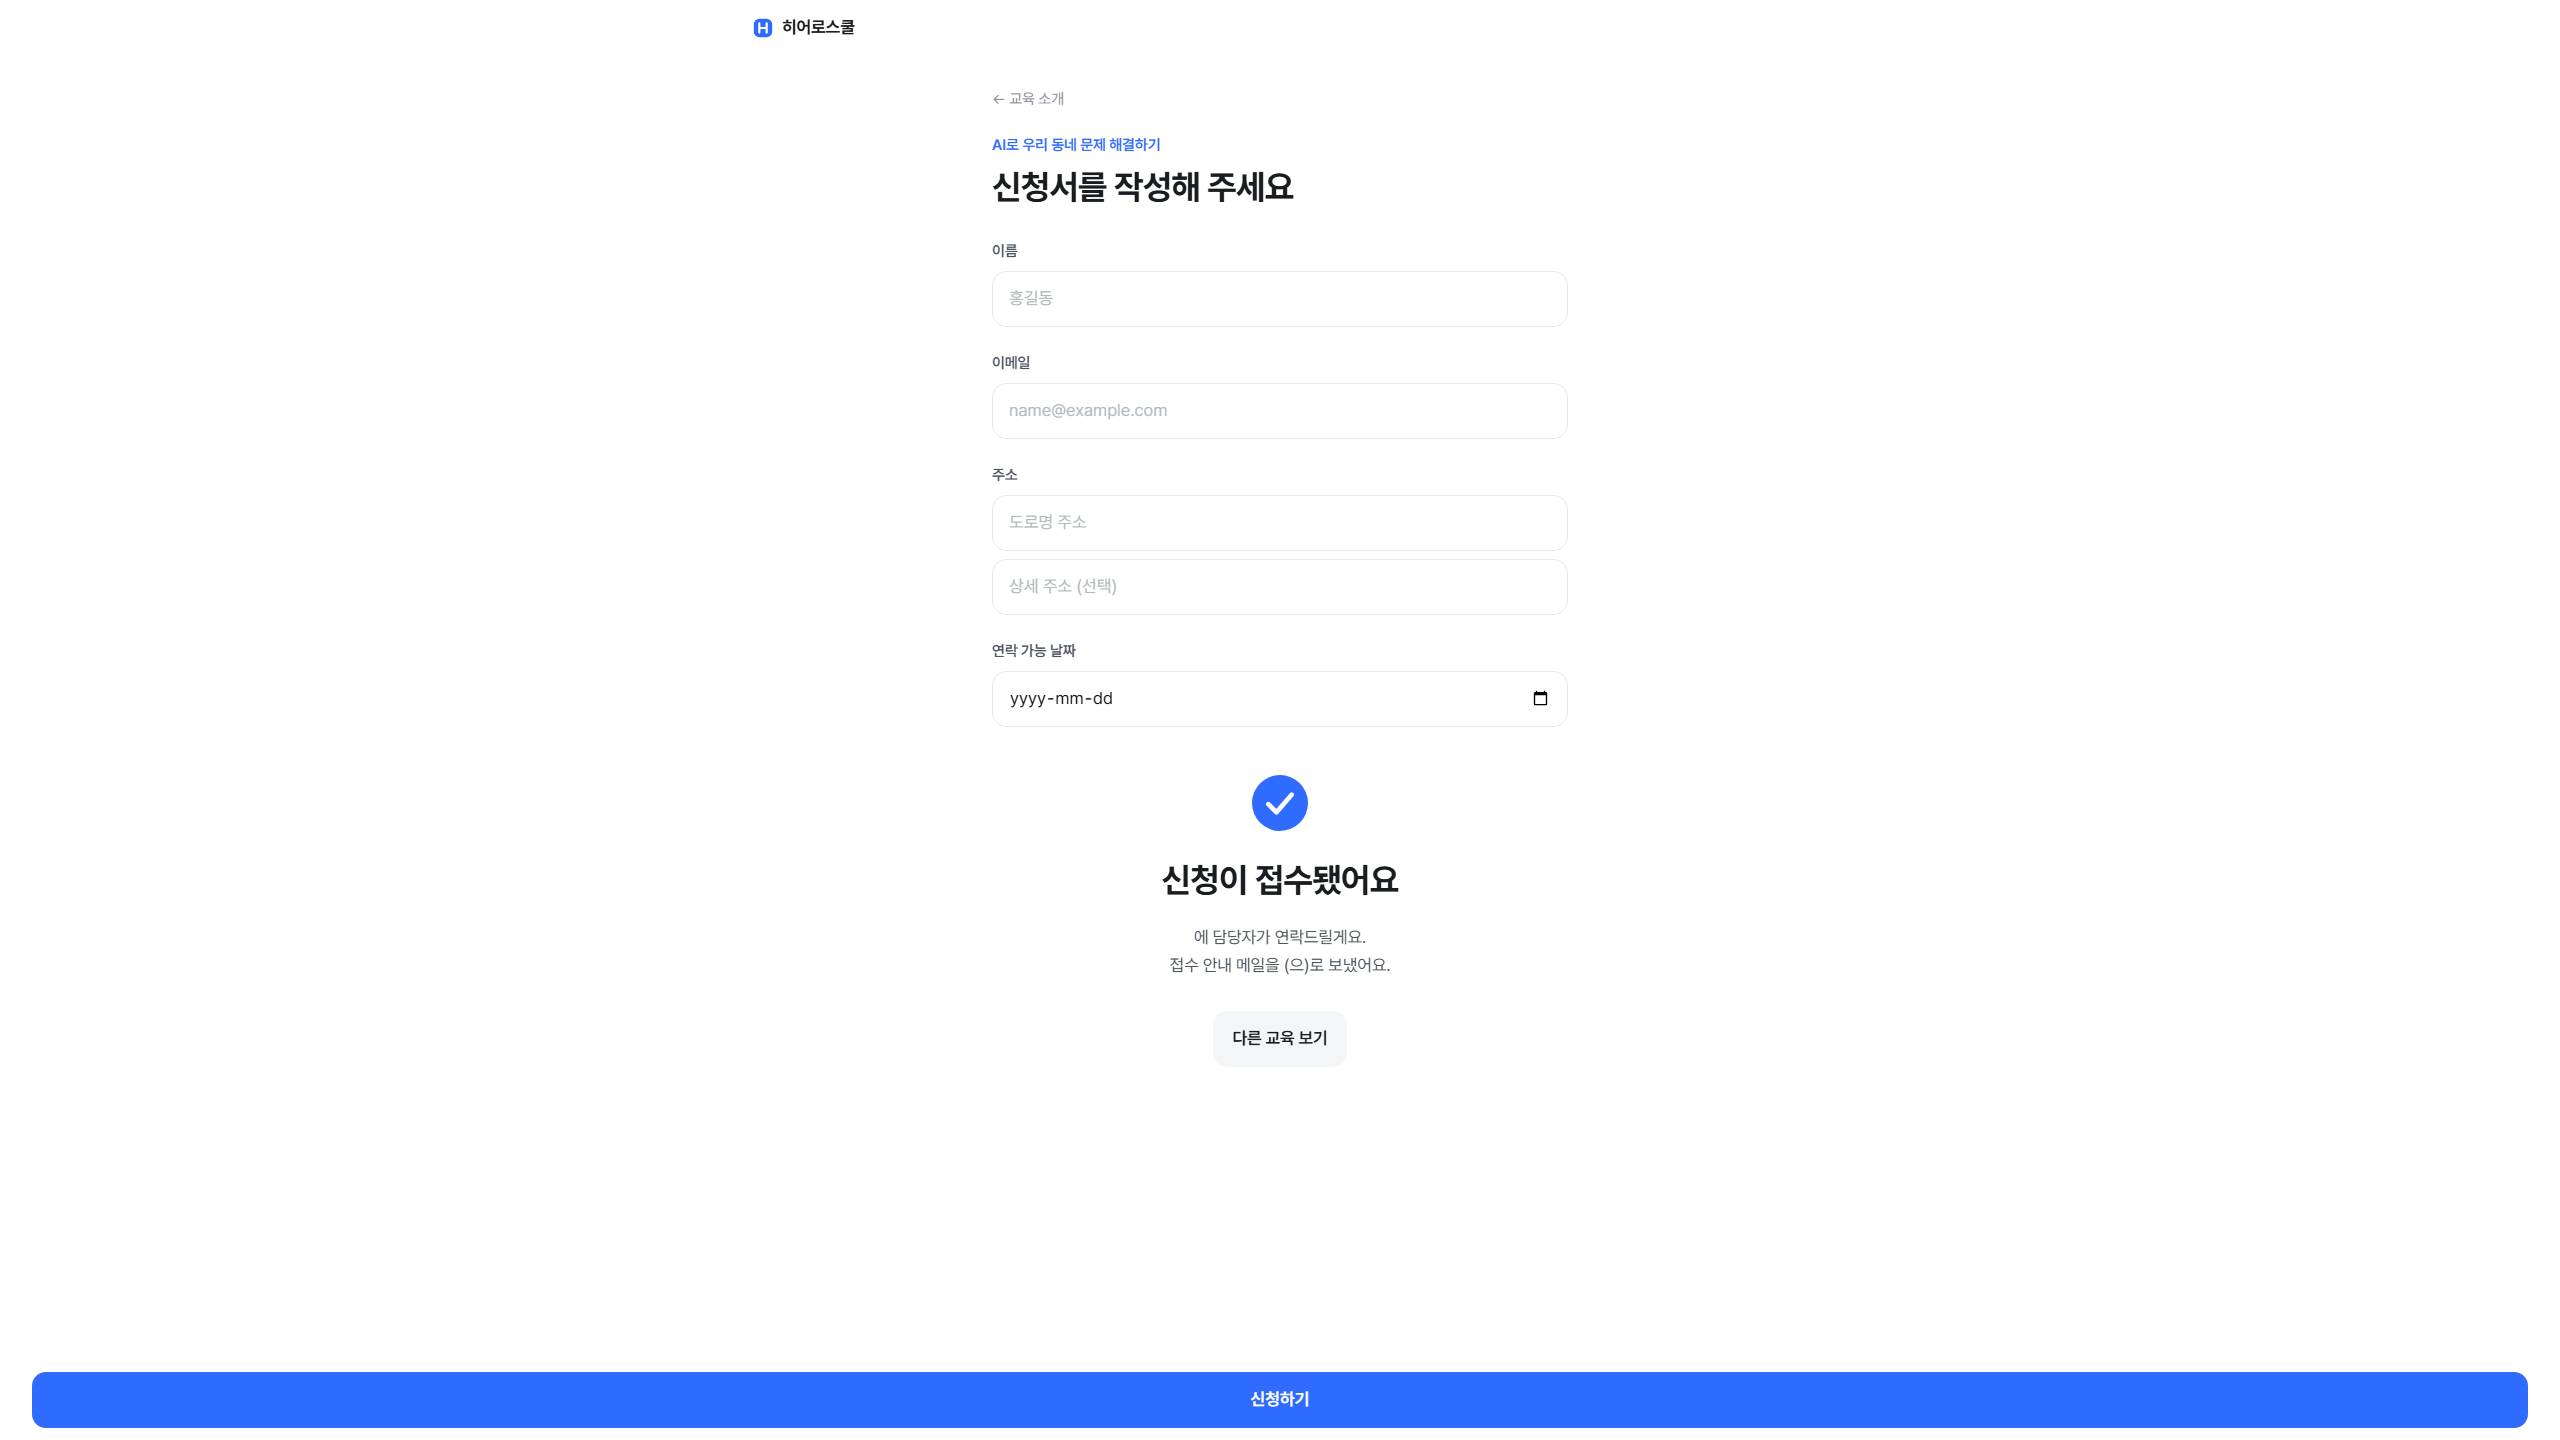 H 히어로스쿨
← 교육 소개
AI로 우리 동네 문제 해결하기
신청서를 작성해 주세요
이름
홍길동
이메일
name@example.com
주소
도로명 주소
상세 주소 (선택)
연락 가능 날짜
yyyy-mm-dd
신청이 접수됐어요
에 담당자가 연락드릴게요.
접수 안내 메일을 (으)로 보냈어요.
다른 교육 보기
신청하기